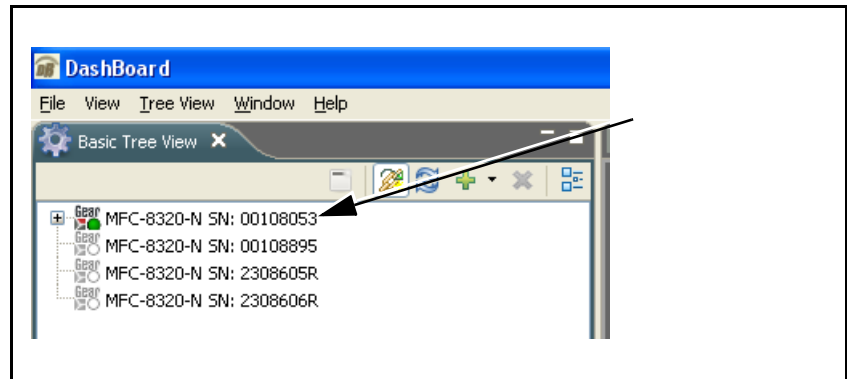 DashBoard
File View Tree View Window Help
Basic Tree View
Gear MFC-8320-N SN: 00108053
Gear MFC-8320-N SN: 00108895
Gear MFC-8320-N SN: 2308605R
Gear MFC-8320-N SN: 2308606R